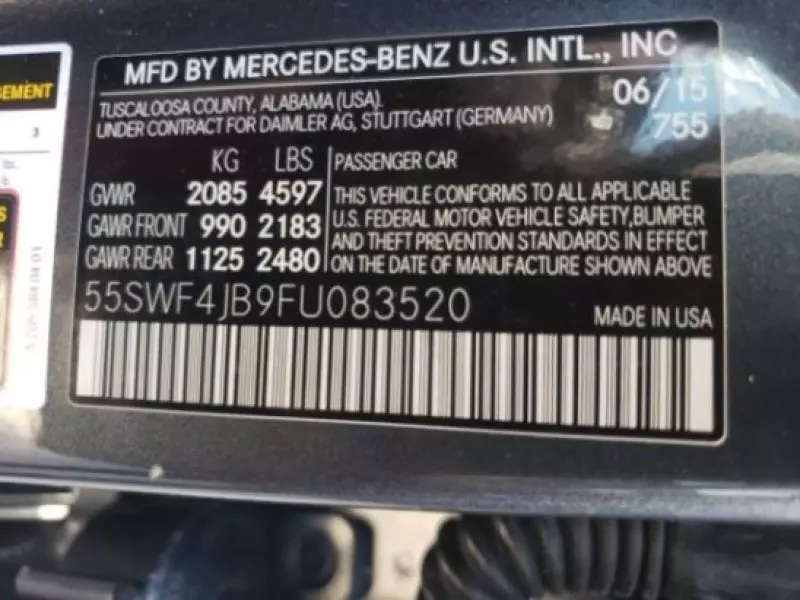 MFD BY MERCEDES-BENZ U.S. INTL., INC
TUSCALOOSA COUNTY, ALABAMA (USA).
UNDER CONTRACT FOR DAIMLER AG, STUTTGART (GERMANY)
06/15
755
KG LBS
GVWR 2085 4597
GAWR FRONT 990 2183
GAWR REAR 1125 2480
PASSENGER CAR
THIS VEHICLE CONFORMS TO ALL APPLICABLE
U.S. FEDERAL MOTOR VEHICLE SAFETY, BUMPER
AND THEFT PREVENTION STANDARDS IN EFFECT
ON THE DATE OF MANUFACTURE SHOWN ABOVE
55SWF4JB9FU083520
MADE IN USA
3
lbs.